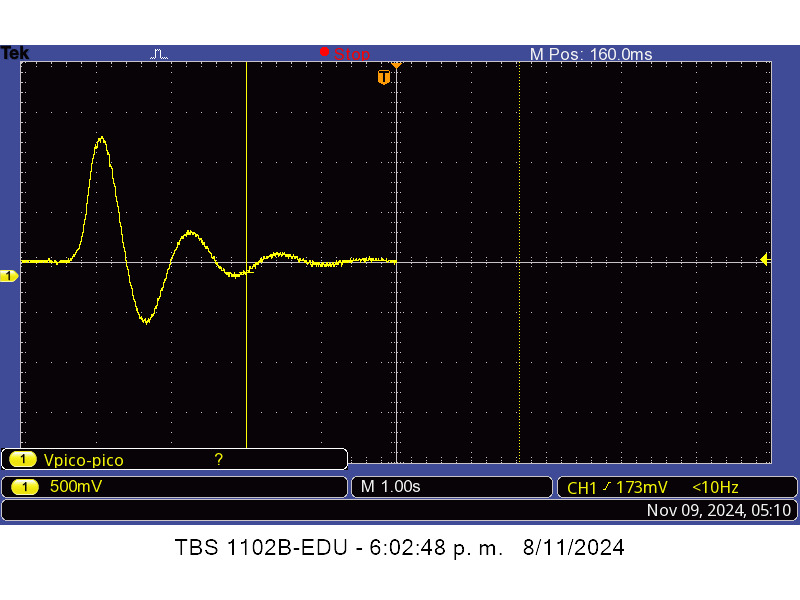 Tek Stop M Pos: 160.0ms
T
1
1 Vpico-pico ?
1 500mV M 1.00s CH1 173mV <10Hz
Nov 09, 2024, 05:10
TBS 1102B-EDU - 6:02:48 p. m. 8/11/2024